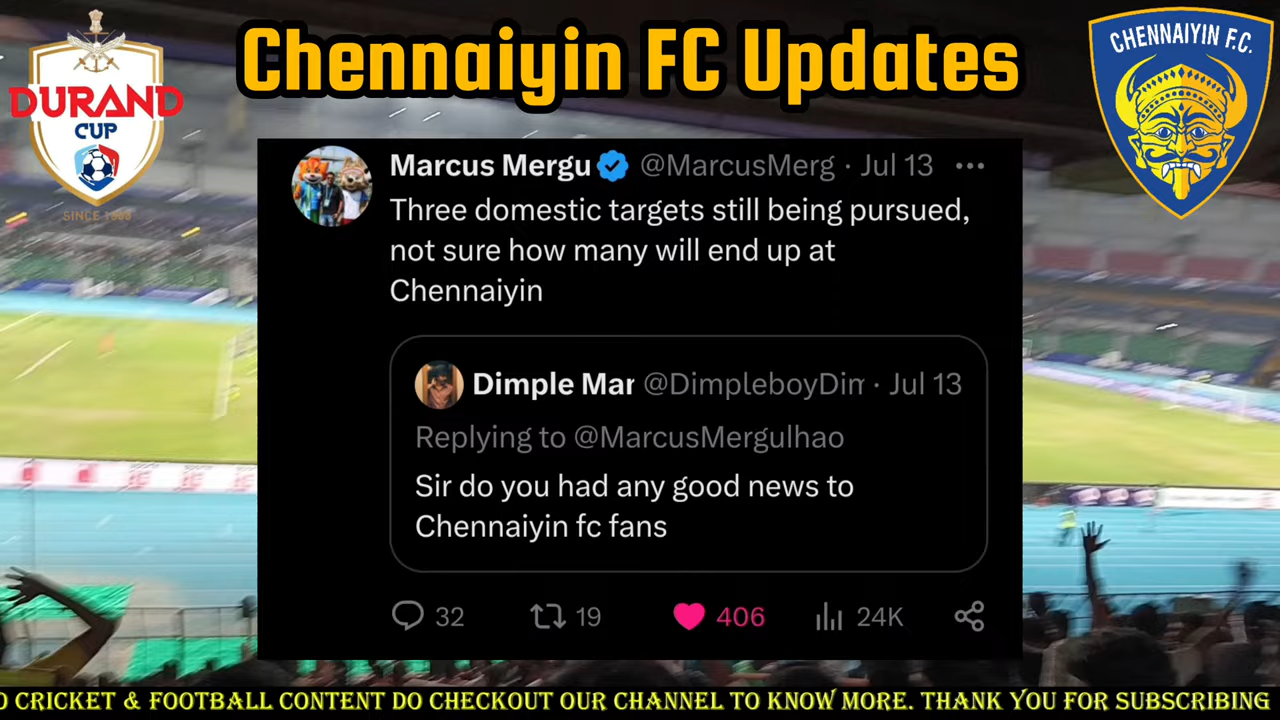 Chennaiyin FC Updates
DURAND
CUP
SINCE 1888
CHENNAIYIN F.C.
Marcus Mergu @MarcusMerg · Jul 13
Three domestic targets still being pursued,
not sure how many will end up at
Chennaiyin
Dimple Mar @DimpleboyDin · Jul 13
Replying to @MarcusMergulhao
Sir do you had any good news to
Chennaiyin fc fans
32 19 406 24K
CRICKET & FOOTBALL CONTENT DO CHECKOUT OUR CHANNEL TO KNOW MORE. THANK YOU FOR SUBSCRIBING